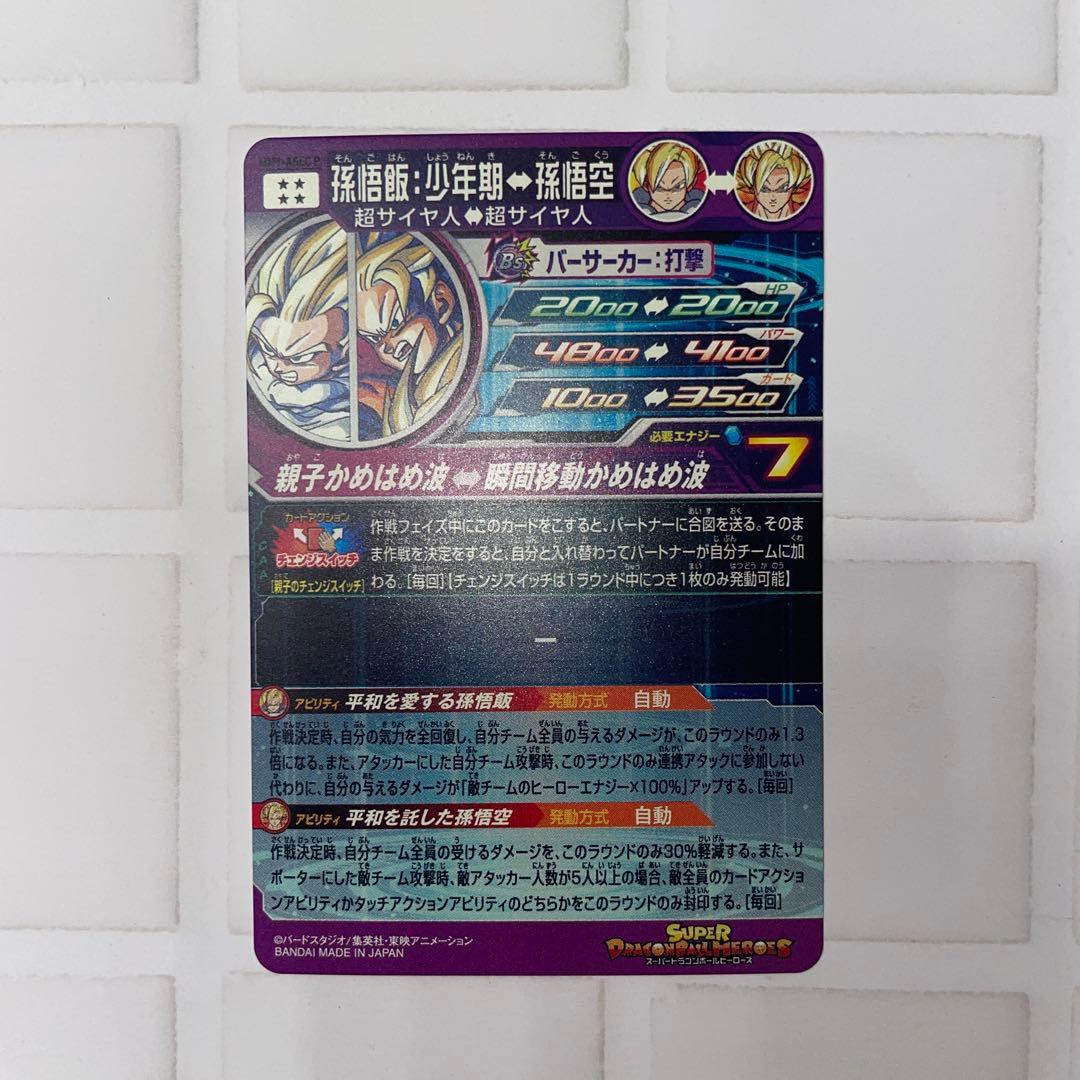 孫悟飯:少年期⇔孫悟空
超サイヤ人⇔超サイヤ人
Bs バーサーカー:打撃
HP
2000⇔2000
パワー
4800⇔4100
ガード
1000⇔3500
必要エナジー 7
親子かめはめ波⇔瞬間移動かめはめ波
カードアクション
チェンジスイッチ
[親子のチェンジスイッチ]
作戦フェイズ中にこのカードをこすると、パートナーに合図を送る。そのま
ま作戦を決定をすると、自分と入れ替わってパートナーが自分チームに加
わる。[毎回]【チェンジスイッチは1ラウンド中につき1枚のみ発動可能】
ー
アビリティ 平和を愛する孫悟飯 発動方式 自動
作戦決定時、自分の気力を全回復し、自分チーム全員の与えるダメージが、このラウンドのみ1.3
倍になる。また、アタッカーにした自分チーム攻撃時、このラウンドのみ連携アタックに参加しない
代わりに、自分の与えるダメージが「敵チームのヒーローエナジー×100%」アップする。[毎回]
アビリティ 平和を託した孫悟空 発動方式 自動
作戦決定時、自分チーム全員の受けるダメージを、このラウンドのみ30%軽減する。また、サ
ポーターにした敵チーム攻撃時、敵アタッカー人数が5人以上の場合、敵全員のカードアクショ
ンアビリティかタッチアクションアビリティのどちらかをこのラウンドのみ封印する。[毎回]
©バードスタジオ/集英社・東映アニメーション
BANDAI MADE IN JAPAN
SUPER
DRAGONBALL HEROES
スーパードラゴンボールヒーローズ